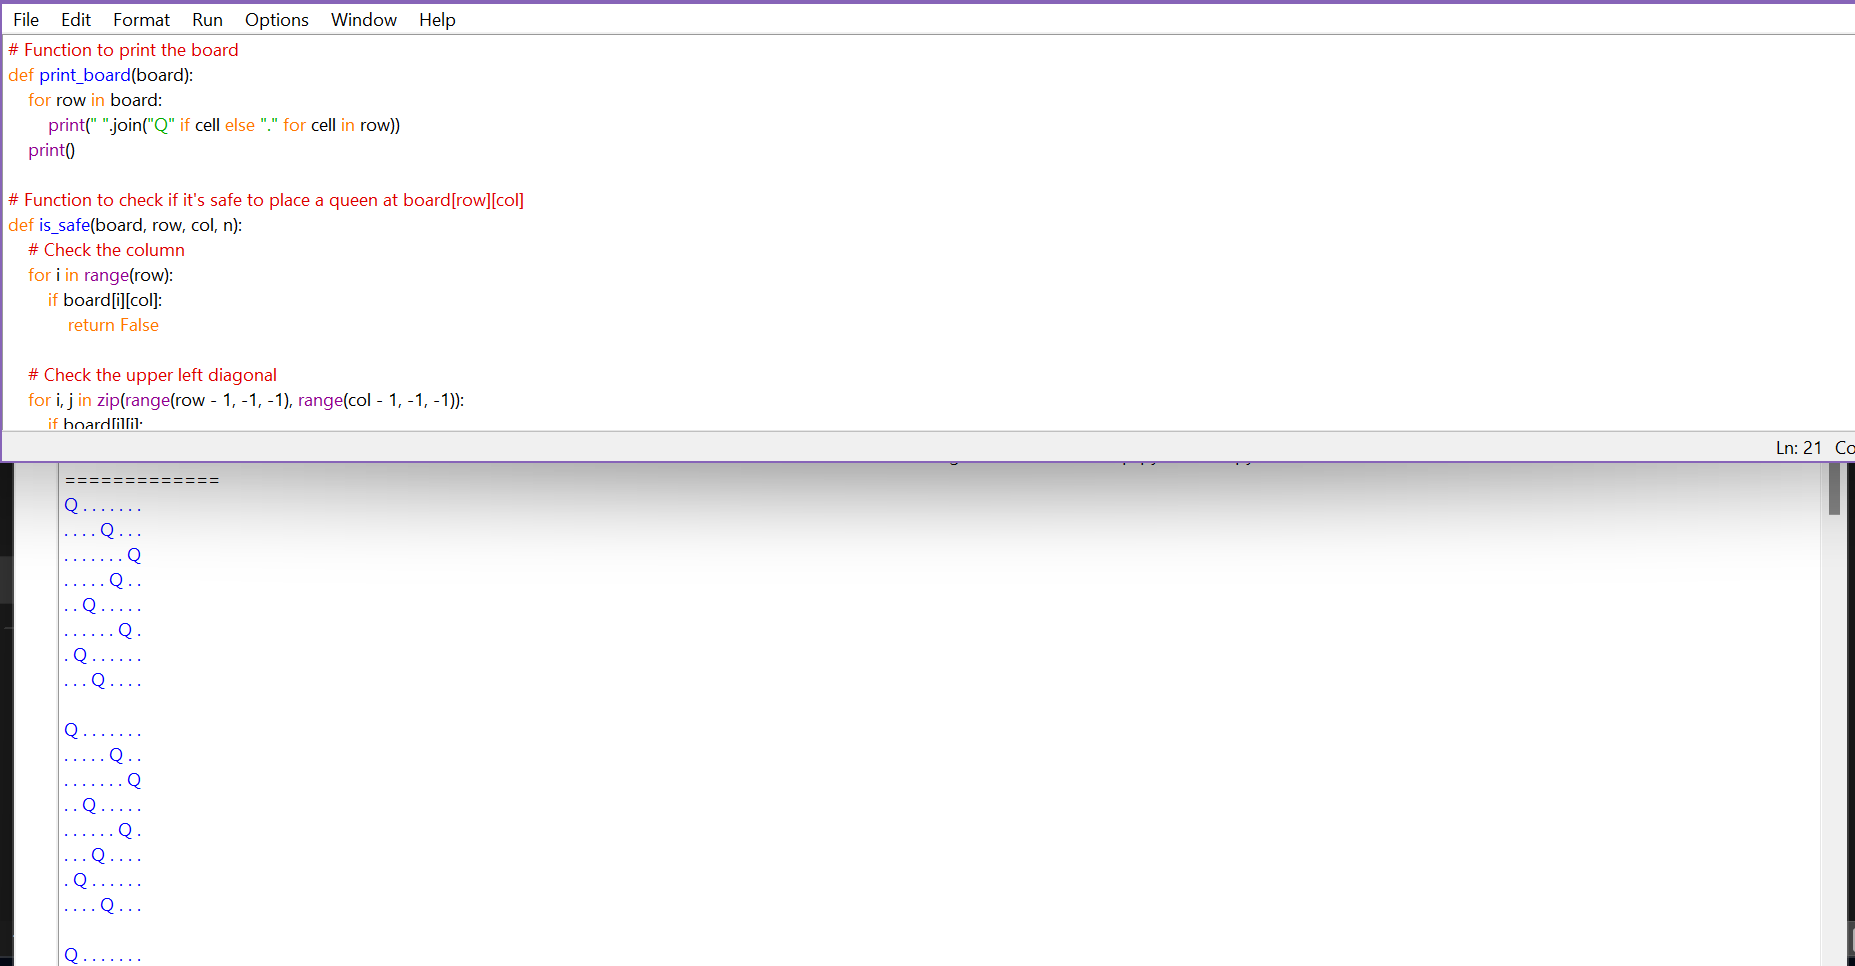 File Edit Format Run Options Window Help
# Function to print the board
def print_board(board):
    for row in board:
        print(" ".join("Q" if cell else "." for cell in row))
    print()
# Function to check if it's safe to place a queen at board[row][col]
def is_safe(board, row, col, n):
    # Check the column
    for i in range(row):
        if board[i][col]:
            return False
    # Check the upper left diagonal
    for i, j in zip(range(row - 1, -1, -1), range(col - 1, -1, -1)):
        if board[i][j]:
Ln: 21 Co
=============
Q . . . . . . .
. . . . Q . . .
. . . . . . . Q
. . . . . Q . .
. . Q . . . . .
. . . . . . Q .
. Q . . . . . .
. . . Q . . . .
Q . . . . . . .
. . . . . Q . .
. . . . . . . Q
. . Q . . . . .
. . . . . . Q .
. . . Q . . . .
. Q . . . . . .
. . . . Q . . .
Q . . . . . . .